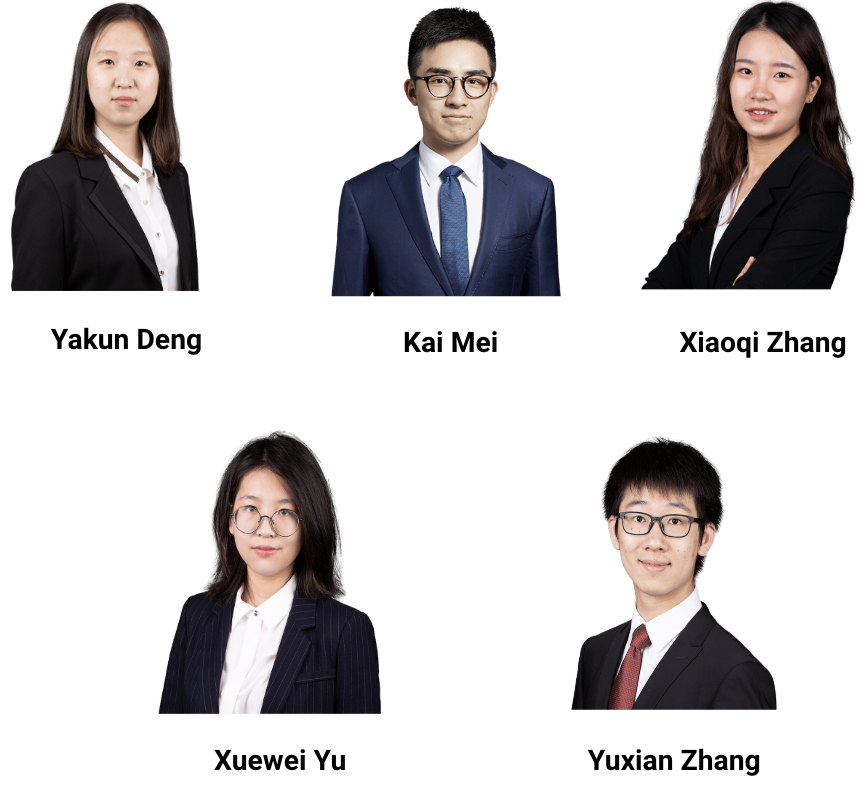 Yakun Deng
Kai Mei
Xiaoqi Zhang
Xuewei Yu
Yuxian Zhang